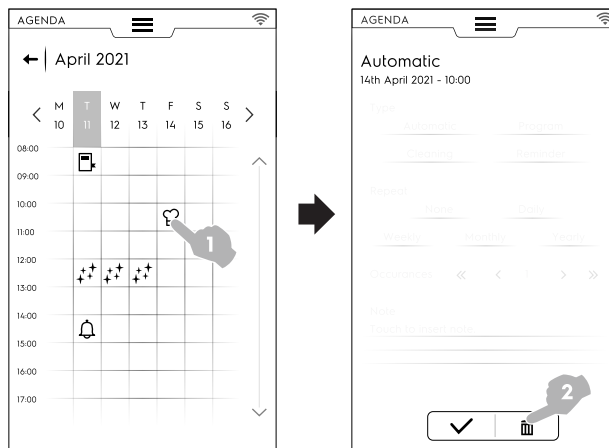 AGENDA
April 2021
M T W T F S S
10 11 12 13 14 15 16
08:00
09:00
10:00
11:00
12:00
13:00
14:00
15:00
16:00
17:00
1
AGENDA
Automatic
14th April 2021 - 10:00
Type
Automatic Program
Cleaning Reminder
Repeat
None Daily
Weekly Monthly Yearly
Occurances 1
Note
Touch to insert note
2